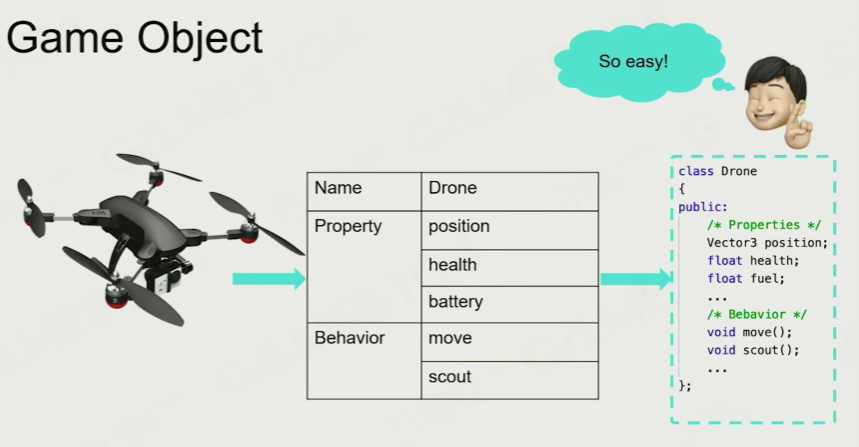 Game Object
So easy!
Name Drone
Property position
health
battery
Behavior move
scout
class Drone
{
public:
/* Properties */
Vector3 position;
float health;
float fuel;
...
/* Bebavior */
void move();
void scout();
...
};